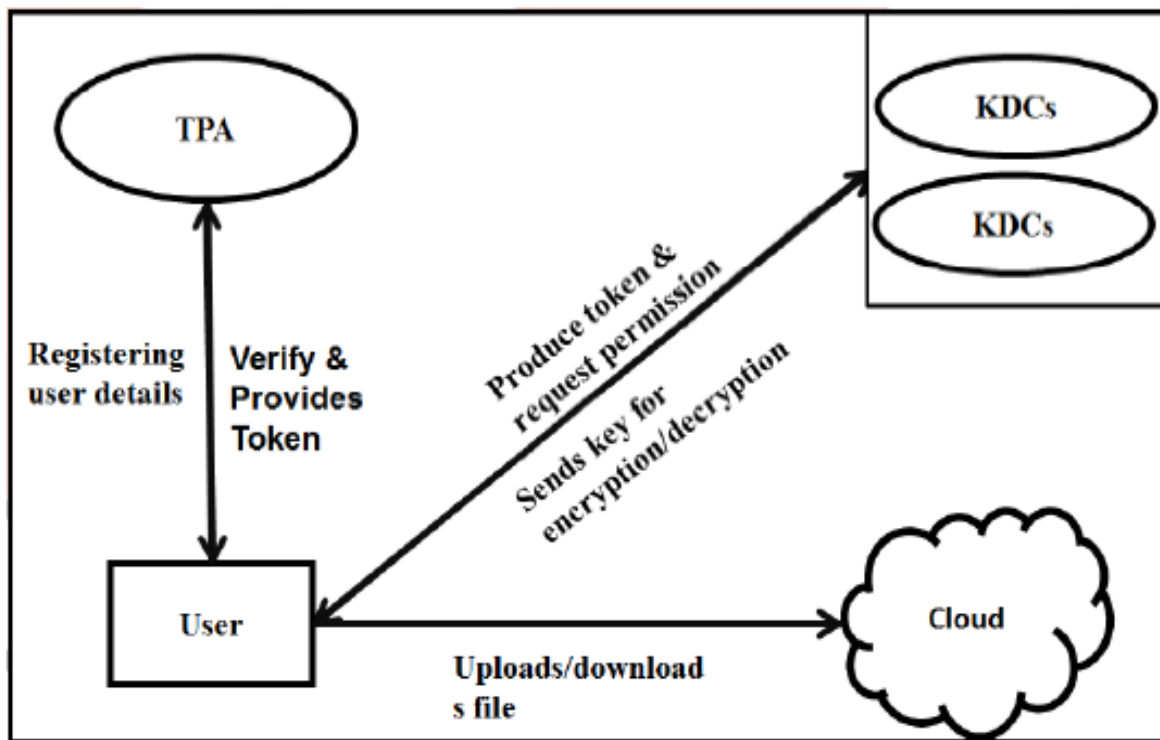 TPA
KDCs
KDCs
Registering
user details
Verify &
Provides
Token
Produce token &
request permission
Sends key for
encryption/decryption
User
Cloud
Uploads/download
s file